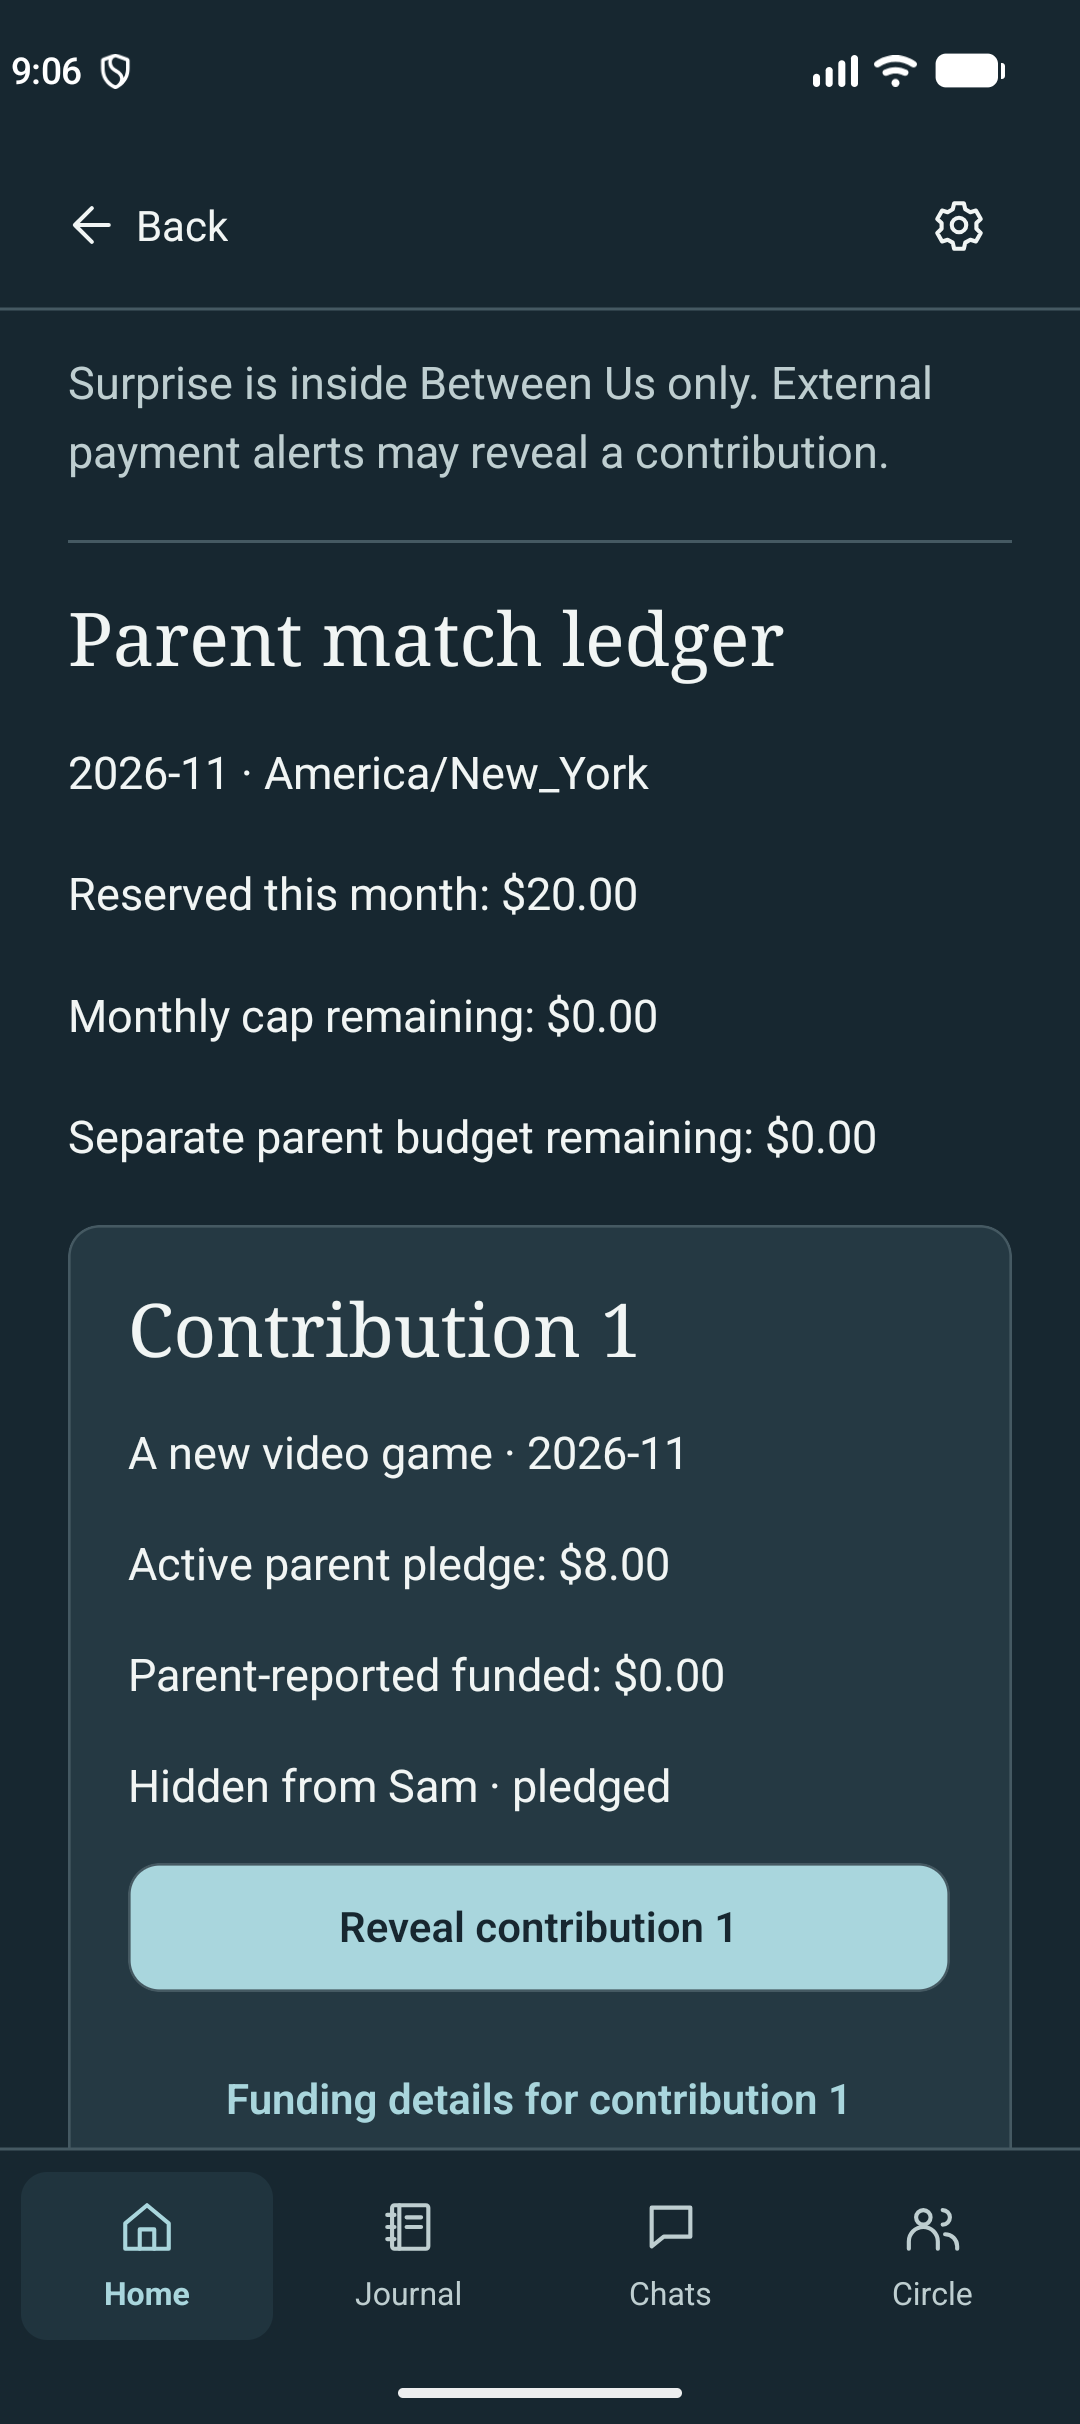 9:06
Back
Surprise is inside Between Us only. External
payment alerts may reveal a contribution.
Parent match ledger
2026-11 · America/New_York
Reserved this month: $20.00
Monthly cap remaining: $0.00
Separate parent budget remaining: $0.00
Contribution 1
A new video game · 2026-11
Active parent pledge: $8.00
Parent-reported funded: $0.00
Hidden from Sam · pledged
Reveal contribution 1
Funding details for contribution 1
Home
Journal
Chats
Circle